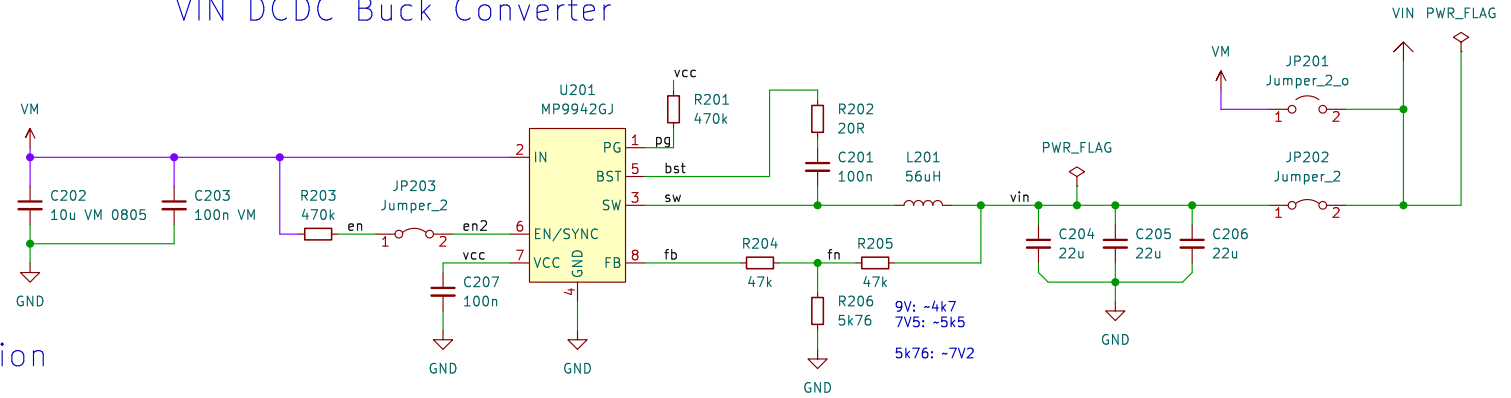 VIN DCDC Buck Converter
VIN PWR_FLAG
VM
JP201
Jumper_2_o
1 2
vcc
U201
MP9942GJ
R201
470k
R202
20R
VM
2 IN
PG 1 pg
C201
100n
L201
56uH
PWR_FLAG
JP202
Jumper_2
1 2
BST 5 bst
C202
10u VM 0805
C203
100n VM
R203
470k
JP203
Jumper_2
SW 3 sw
vin
en
1 2
en2
6 EN/SYNC
C204
22u
C205
22u
C206
22u
R204
47k
R205
47k
vcc
7 VCC
GND
4
FB 8 fb
fn
C207
100n
GND
R206
5k76
9V: ~4k7
7V5: ~5k5
5k76: ~7V2
GND
ion
GND
GND
GND